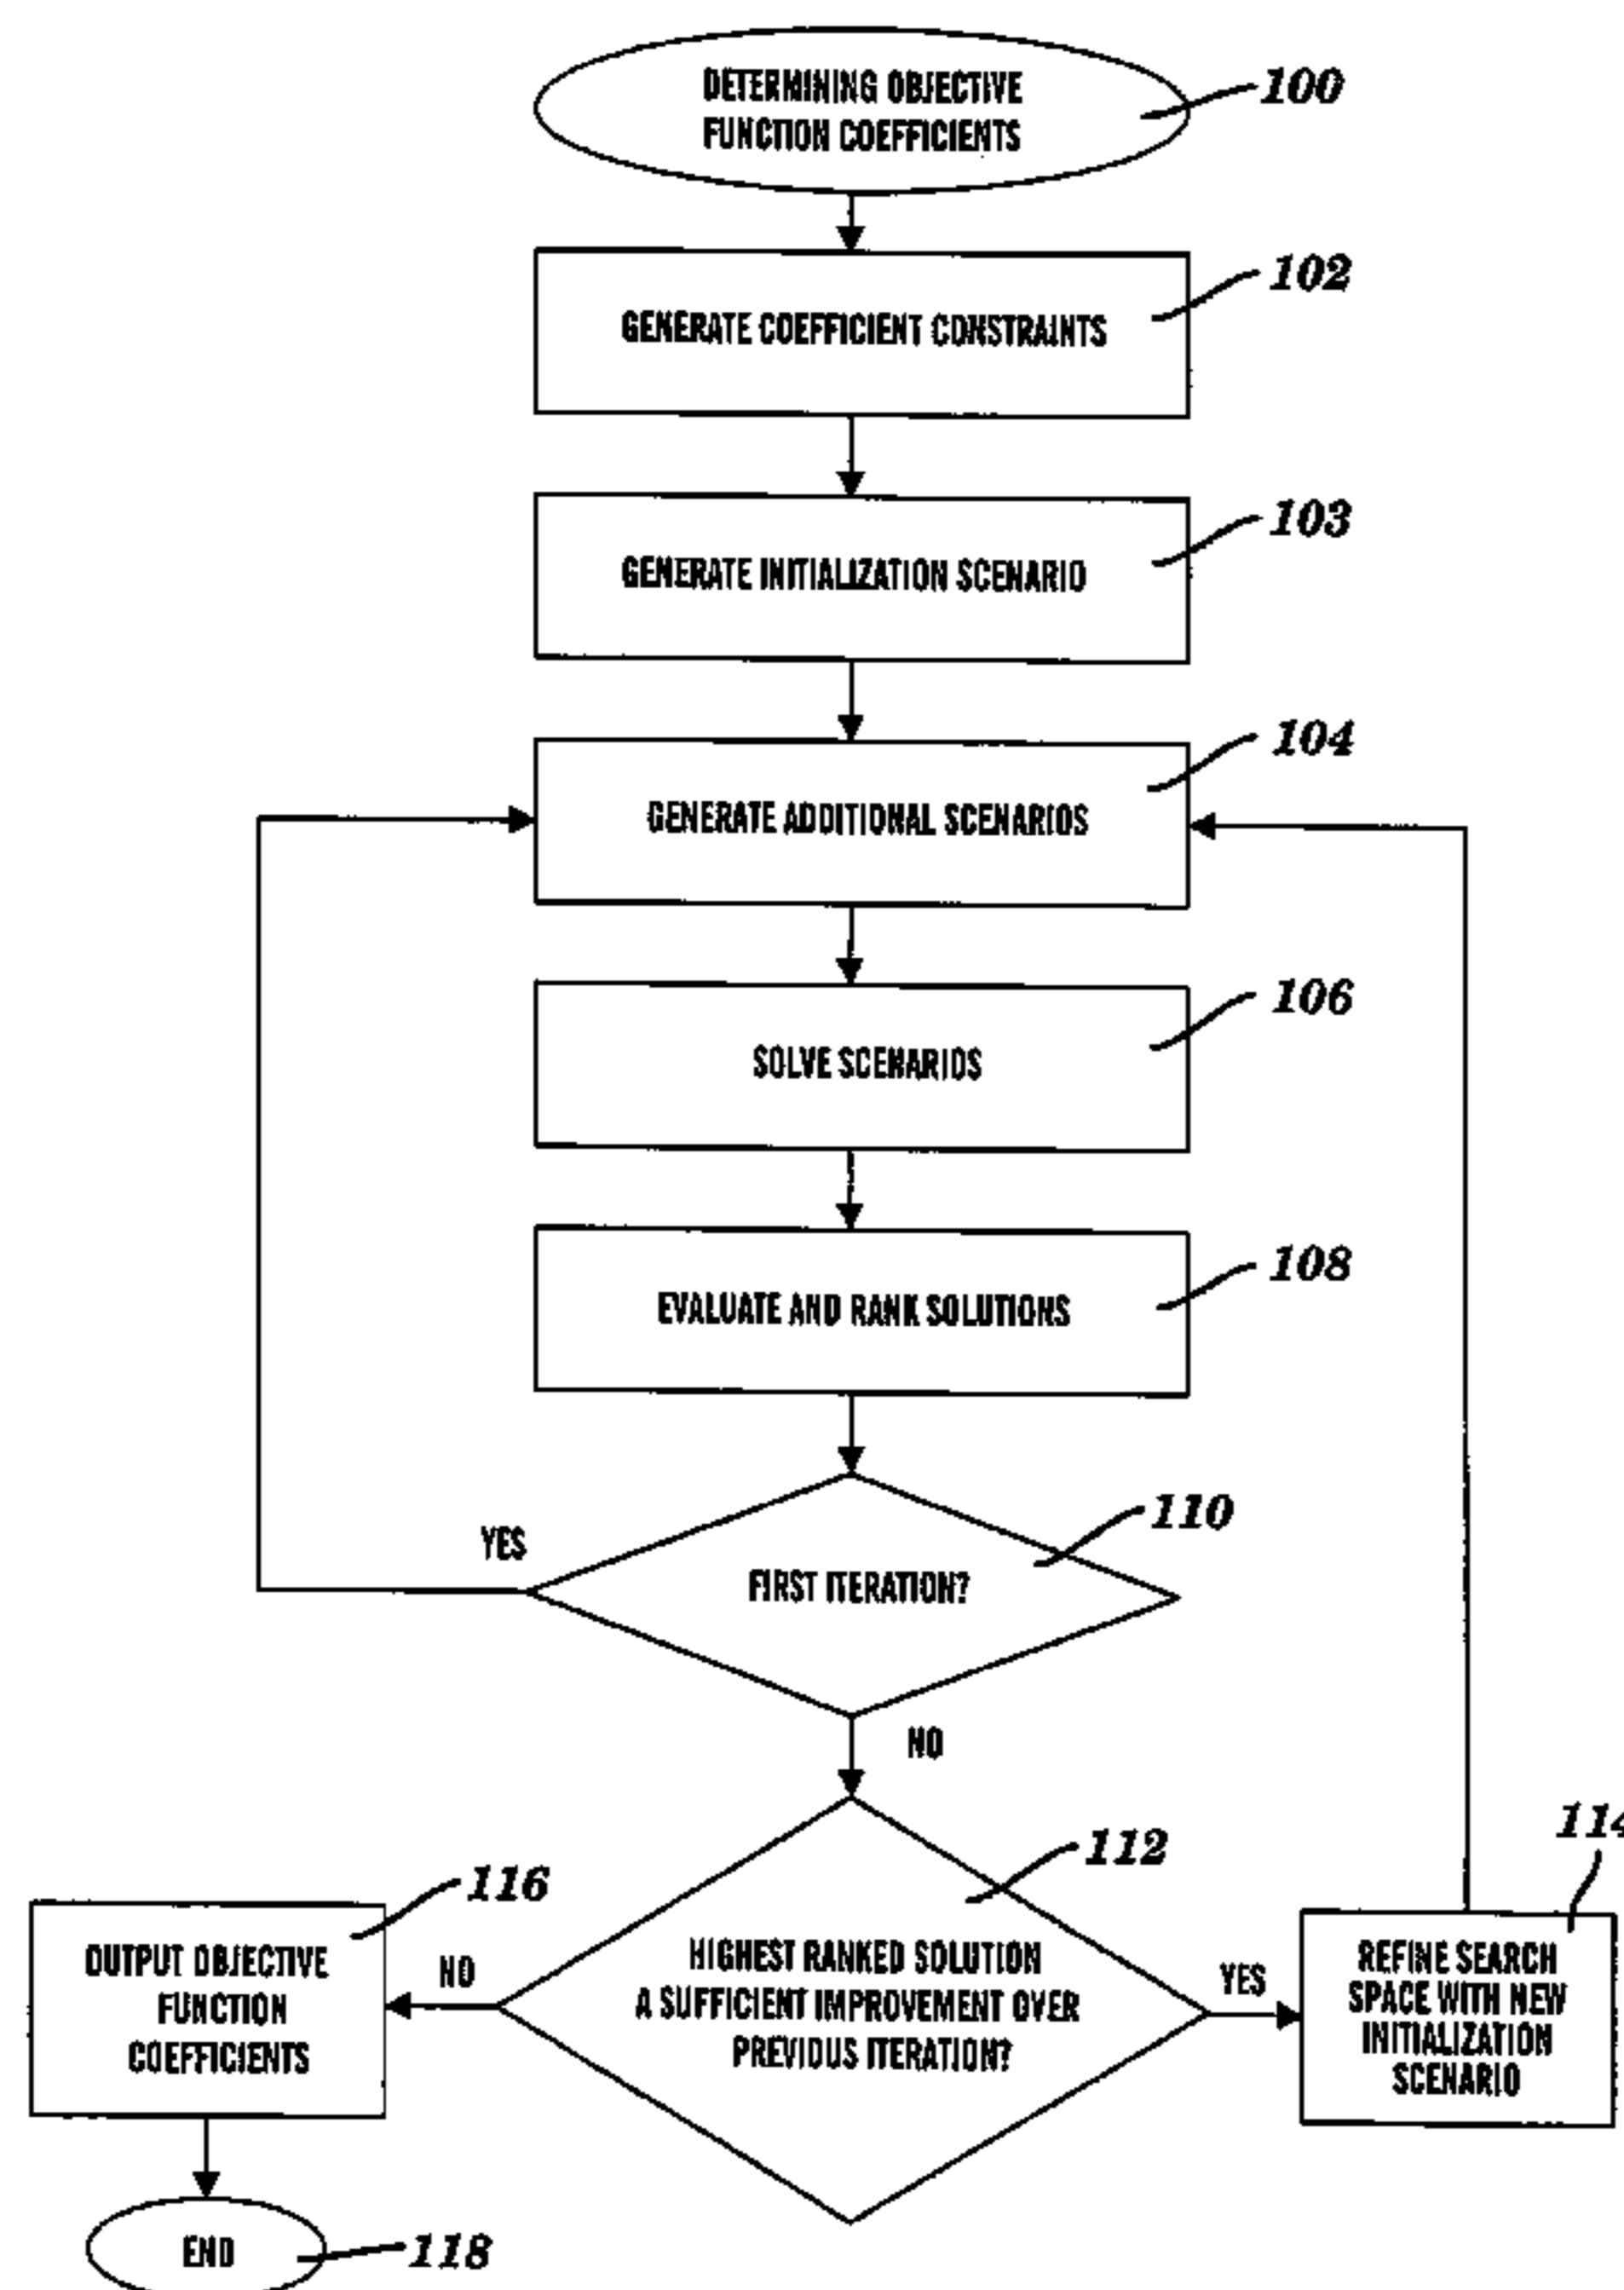 DETERMINING OBJECTIVE
FUNCTION COEFFICIENTS
100
GENERATE COEFFICIENT CONSTRAINTS
102
GENERATE INITIALIZATION SCENARIO
103
GENERATE ADDITIONAL SCENARIOS
104
SOLVE SCENARIOS
106
EVALUATE AND RANK SOLUTIONS
108
YES
FIRST ITERATION?
110
NO
HIGHEST RANKED SOLUTION
A SUFFICIENT IMPROVEMENT OVER
PREVIOUS ITERATION?
112
YES
REFINE SEARCH
SPACE WITH NEW
INITIALIZATION
SCENARIO
114
NO
OUTPUT OBJECTIVE
FUNCTION
COEFFICIENTS
116
END
118